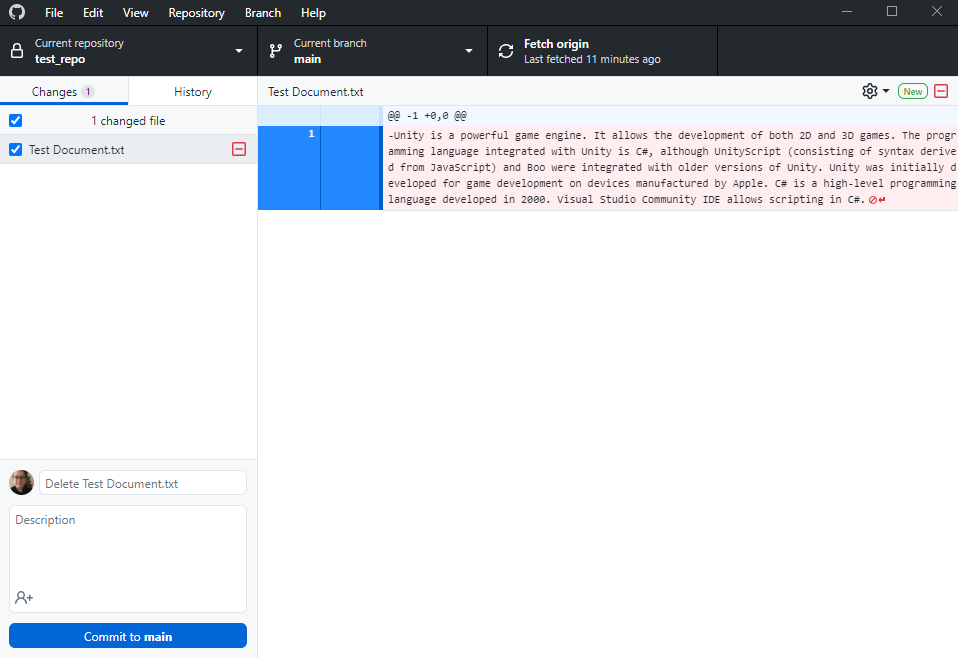 File Edit View Repository Branch Help
Current repository
test_repo
Current branch
main
Fetch origin
Last fetched 11 minutes ago
Changes 1 History
1 changed file
Test Document.txt
Test Document.txt New
@@ -1 +0,0 @@
1 -Unity is a powerful game engine. It allows the development of both 2D and 3D games. The progr
amming language integrated with Unity is C#, although UnityScript (consisting of syntax derive
d from JavaScript) and Boo were integrated with older versions of Unity. Unity was initially d
eveloped for game development on devices manufactured by Apple. C# is a high-level programming
language developed in 2000. Visual Studio Community IDE allows scripting in C#.
Delete Test Document.txt
Description
Commit to main